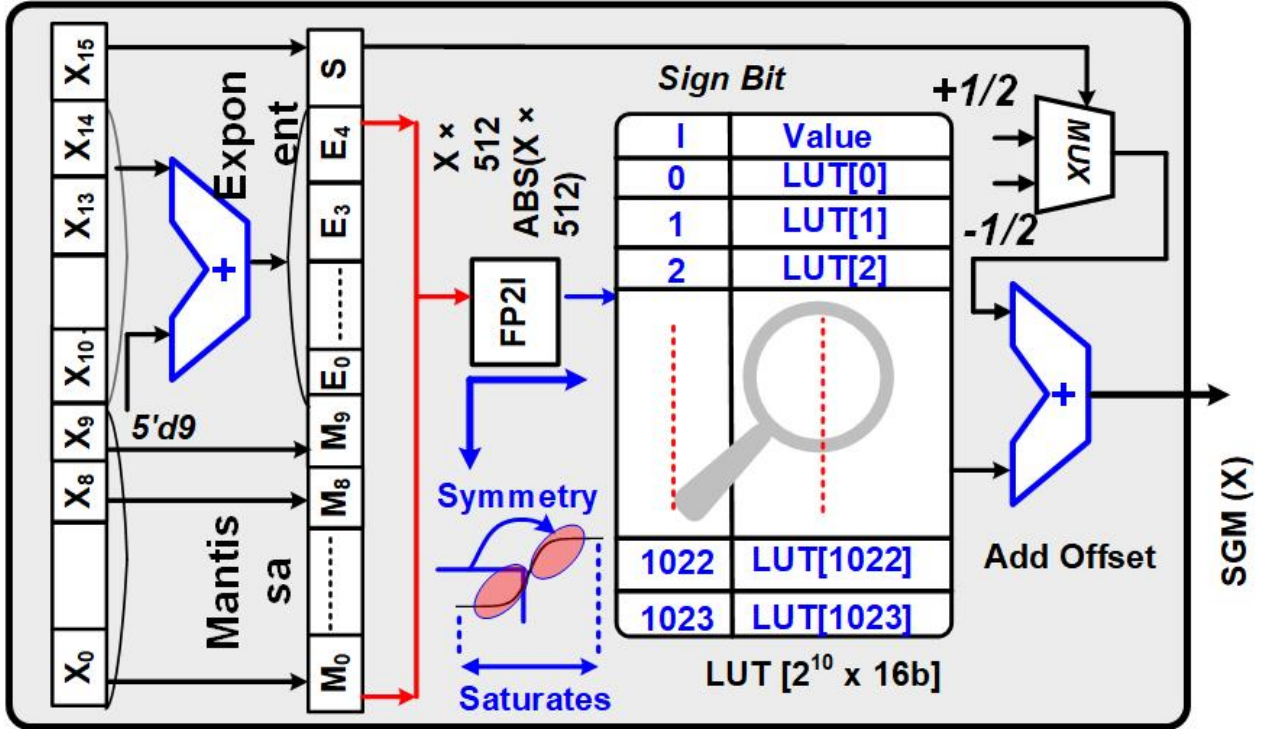 X15
X14
X13
X10
X9
X8
X0
Expon
ent
+
5'd9
Mantis
sa
S
E4
E3
E0
M9
M8
M0
X ×
512
ABS(X ×
512)
FP2I
Symmetry
Saturates
Sign Bit
I Value
0 LUT[0]
1 LUT[1]
2 LUT[2]
1022 LUT[1022]
1023 LUT[1023]
LUT [2^10 x 16b]
+1/2
MUX
-1/2
+
Add Offset
SGM (X)